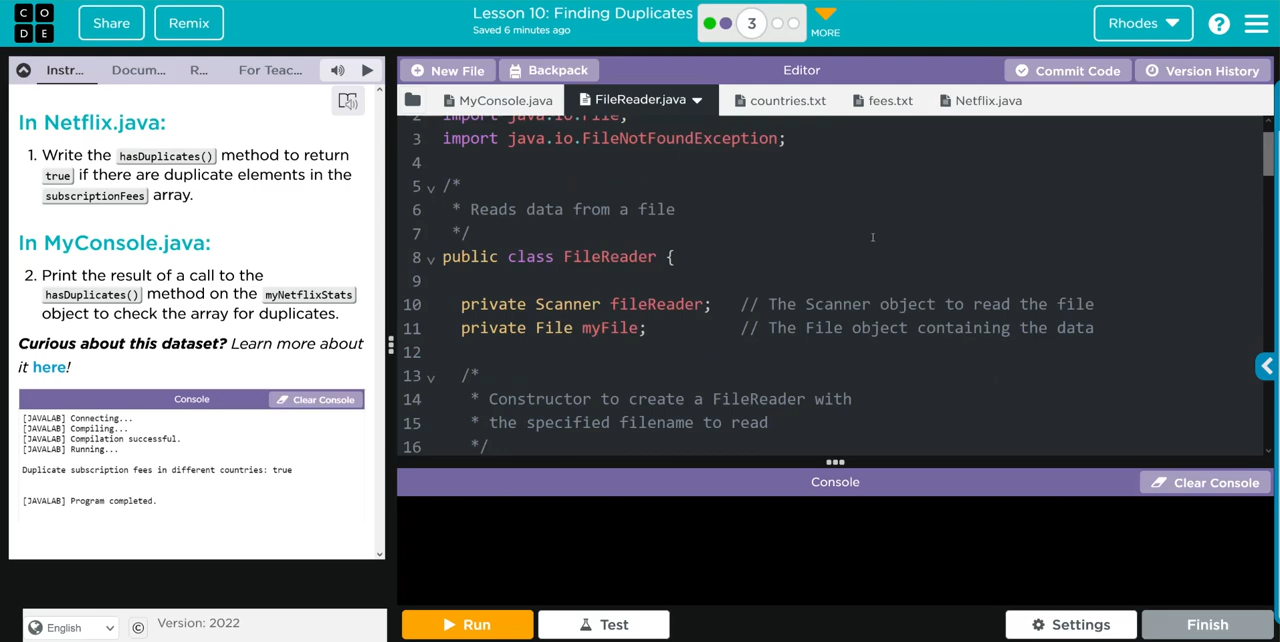 C O
D E
Share
Remix
Lesson 10: Finding Duplicates
Saved 6 minutes ago
3
MORE
Rhodes
?
Instr...
Docum...
R...
For Teac...
In Netflix.java:
1. Write the hasDuplicates() method to return
true if there are duplicate elements in the
subscriptionFees array.
In MyConsole.java:
2. Print the result of a call to the
hasDuplicates() method on the myNetflixStats
object to check the array for duplicates.
Curious about this dataset? Learn more about
it here!
Console
Clear Console
[JAVALAB] Connecting...
[JAVALAB] Compiling...
[JAVALAB] Compilation successful.
[JAVALAB] Running...
Duplicate subscription fees in different countries: true
[JAVALAB] Program completed.
English
©
Version: 2022
New File
Backpack
Editor
Commit Code
Version History
MyConsole.java
FileReader.java
countries.txt
fees.txt
Netflix.java
2 import java.io.File;
3 import java.io.FileNotFoundException;
4
5 /*
6 * Reads data from a file
7 */
8 public class FileReader {
9
10 private Scanner fileReader; // The Scanner object to read the file
11 private File myFile; // The File object containing the data
12
13 /*
14 * Constructor to create a FileReader with
15 * the specified filename to read
16 */
Console
Clear Console
Run
Test
Settings
Finish